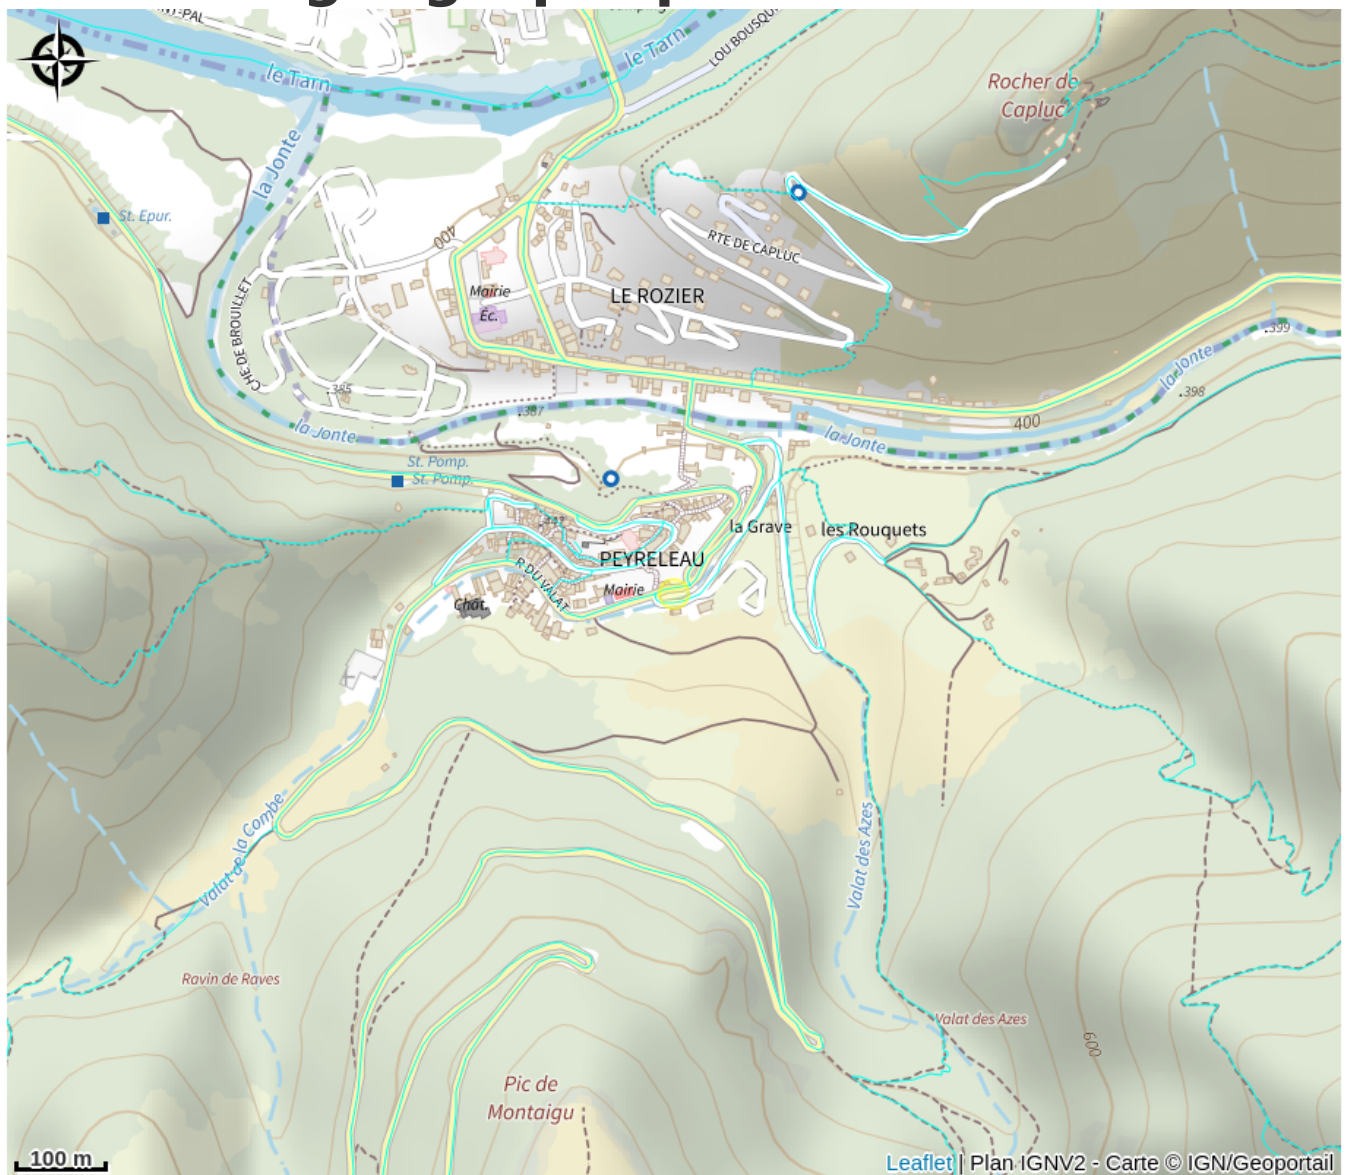 le Tarn
le Tarn
LOU BOUSQU
Rocher de
Capluc
la Jonte
St. Epur.
400
RTE DE CAPLUC
Mairie
LE ROZIER
Éc.
CHE DE BROUILLET
.399
la Jonte
.385
.398
.387
400
la Jonte
la Jonte
St. Pomp.
St. Pomp.
la Grave
les Rouquets
PEYRELEAU
R DU VALAT
Mairie
Chât.
Valat de la Combe
Valat des Azes
Ravin de Raves
Valat des Azes
600
Pic de
Montaigu
100 m
Leaflet | Plan IGNV2 - Carte © IGN/Geoportail